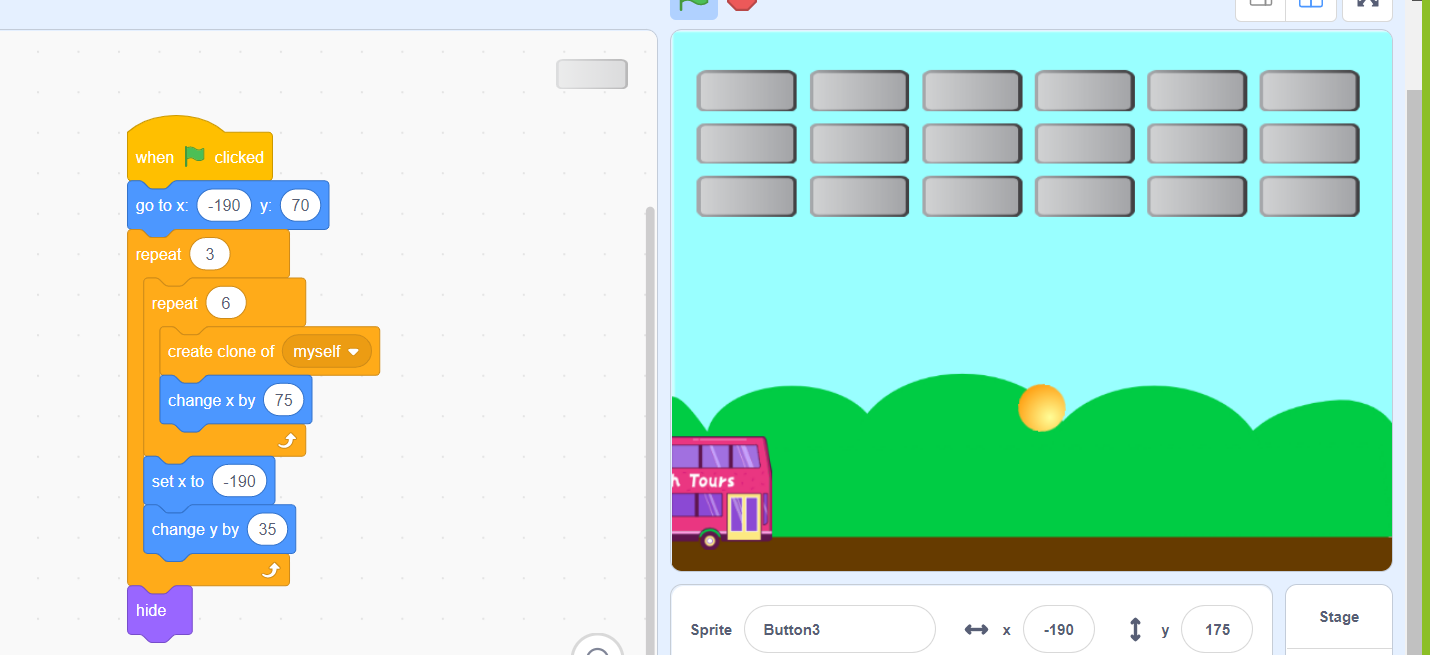 when clicked
go to x: -190 y: 70
repeat 3
repeat 6
create clone of myself
change x by 75
set x to -190
change y by 35
hide
h Tours
Sprite Button3 x -190 y 175
Stage